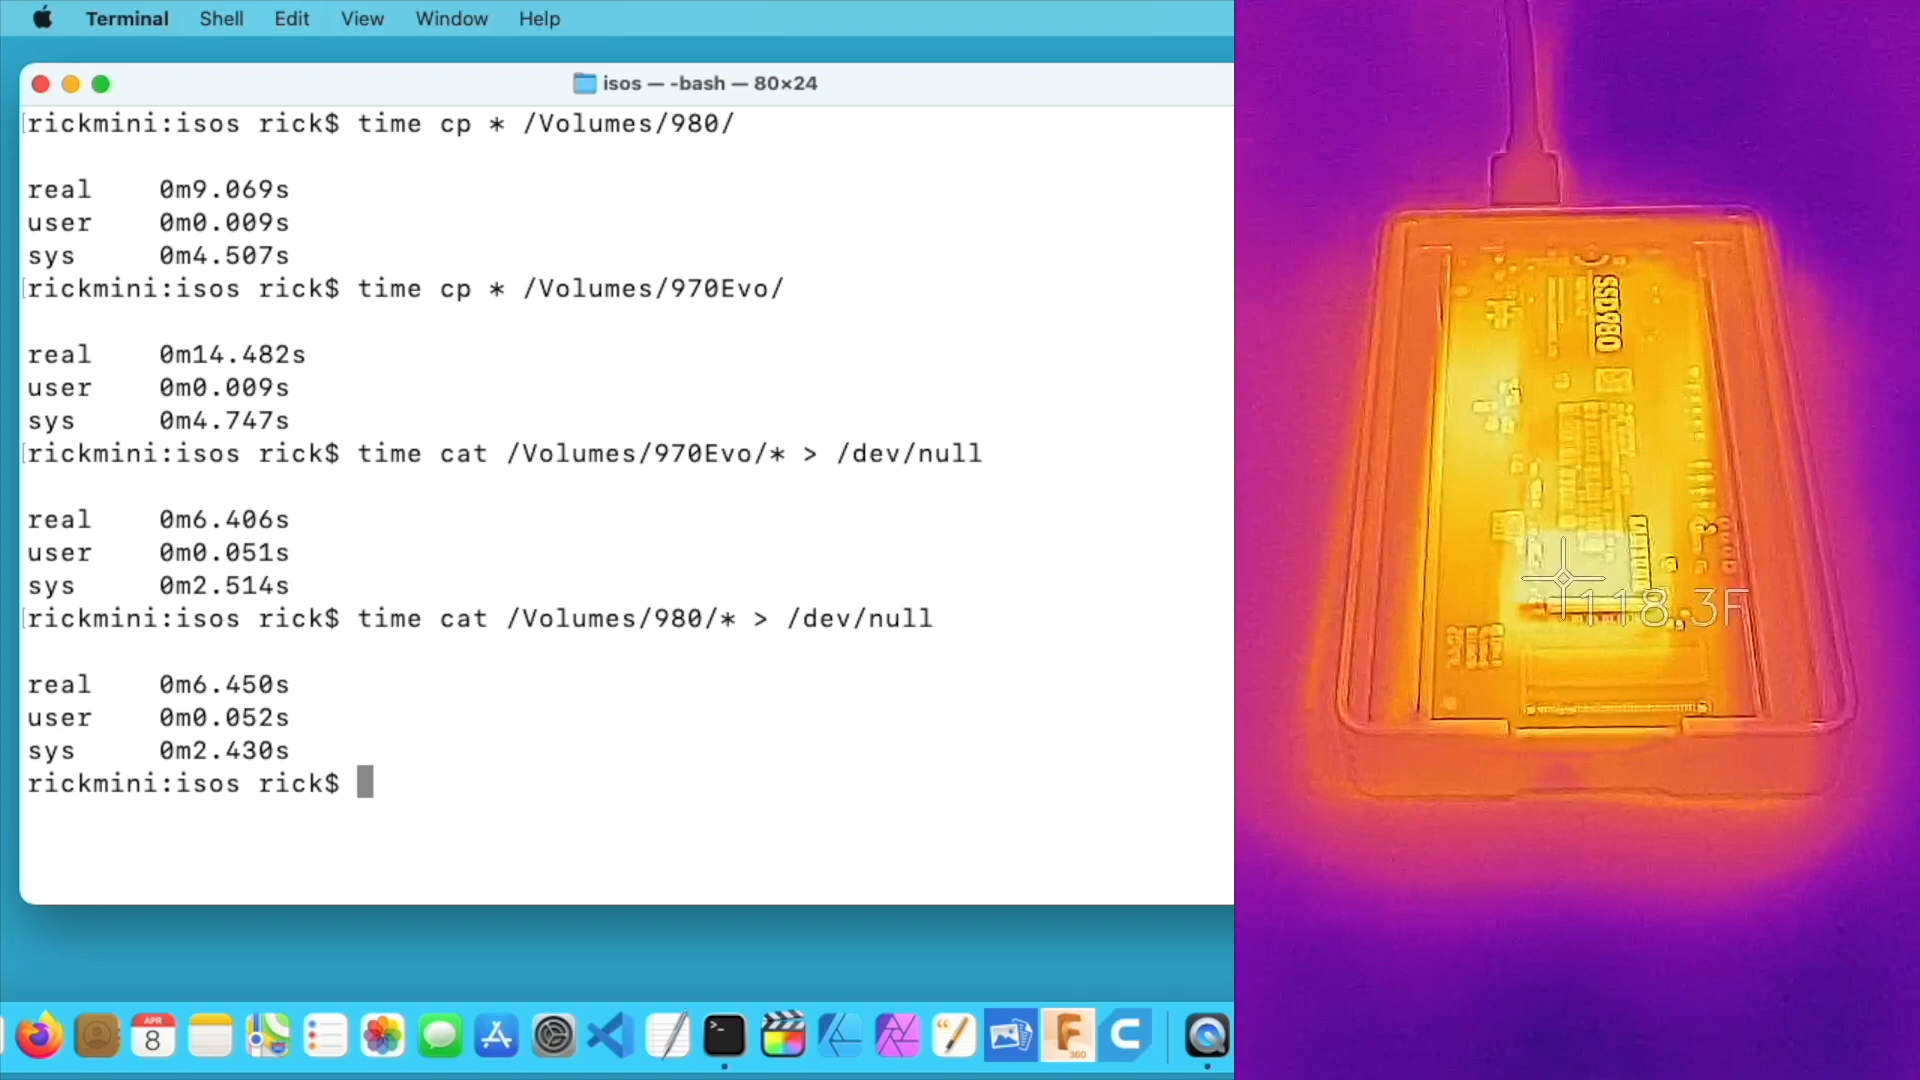 Terminal Shell Edit View Window Help
isos — -bash — 80×24
rickmini:isos rick$ time cp * /Volumes/980/
real 0m9.069s
user 0m0.009s
sys 0m4.507s
rickmini:isos rick$ time cp * /Volumes/970Evo/
real 0m14.482s
user 0m0.009s
sys 0m4.747s
rickmini:isos rick$ time cat /Volumes/970Evo/* > /dev/null
real 0m6.406s
user 0m0.051s
sys 0m2.514s
rickmini:isos rick$ time cat /Volumes/980/* > /dev/null
real 0m6.450s
user 0m0.052s
sys 0m2.430s
rickmini:isos rick$
SSD980
118.3F
APR
8
>_
F
360
C